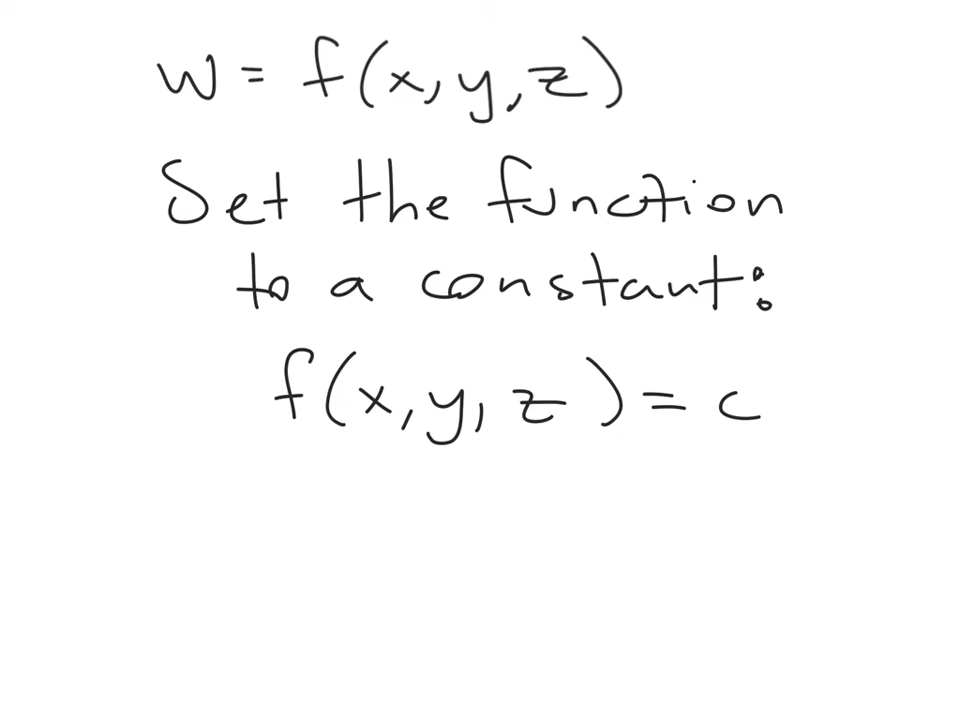 w = f(x, y, z)
Set the function
to a constant:
f(x, y, z) = c